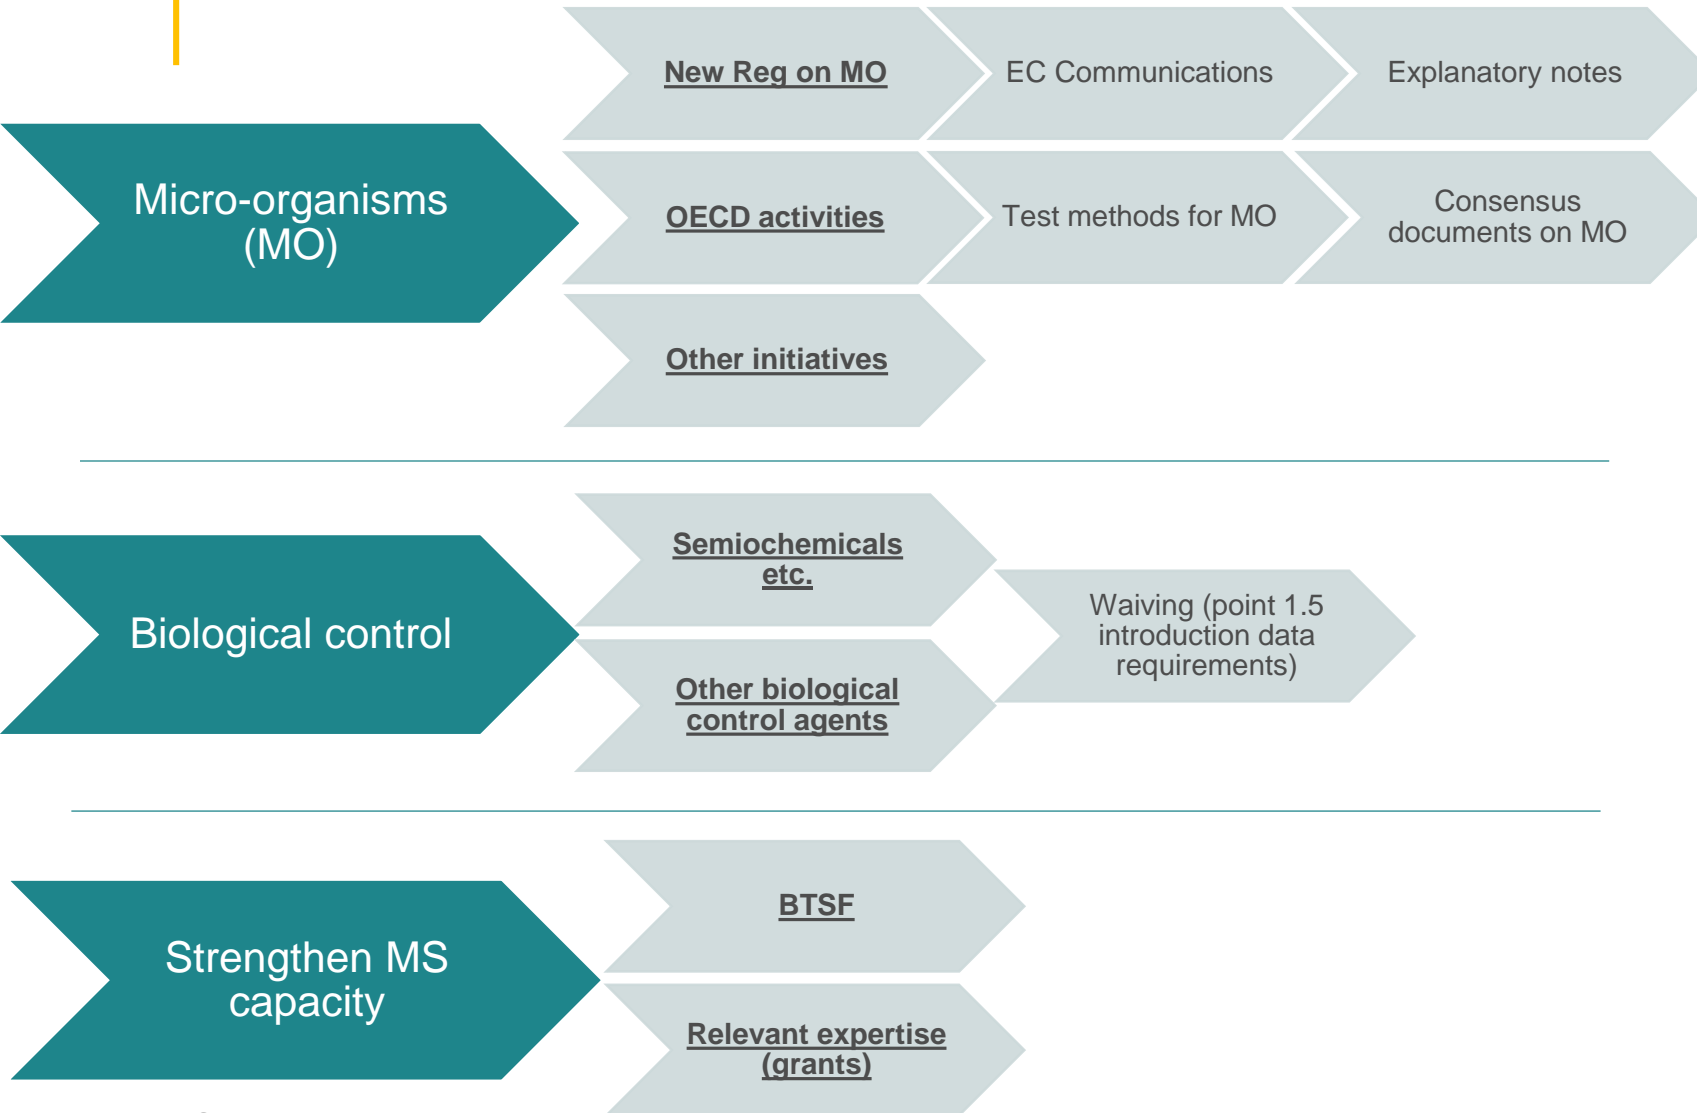 New Reg on MO
EC Communications
Explanatory notes
Micro-organisms
(MO)
OECD activities
Test methods for MO
Consensus
documents on MO
Other initiatives
Biological control
Semiochemicals
etc.
Other biological
control agents
Waiving (point 1.5
introduction data
requirements)
Strengthen MS
capacity
BTSF
Relevant expertise
(grants)